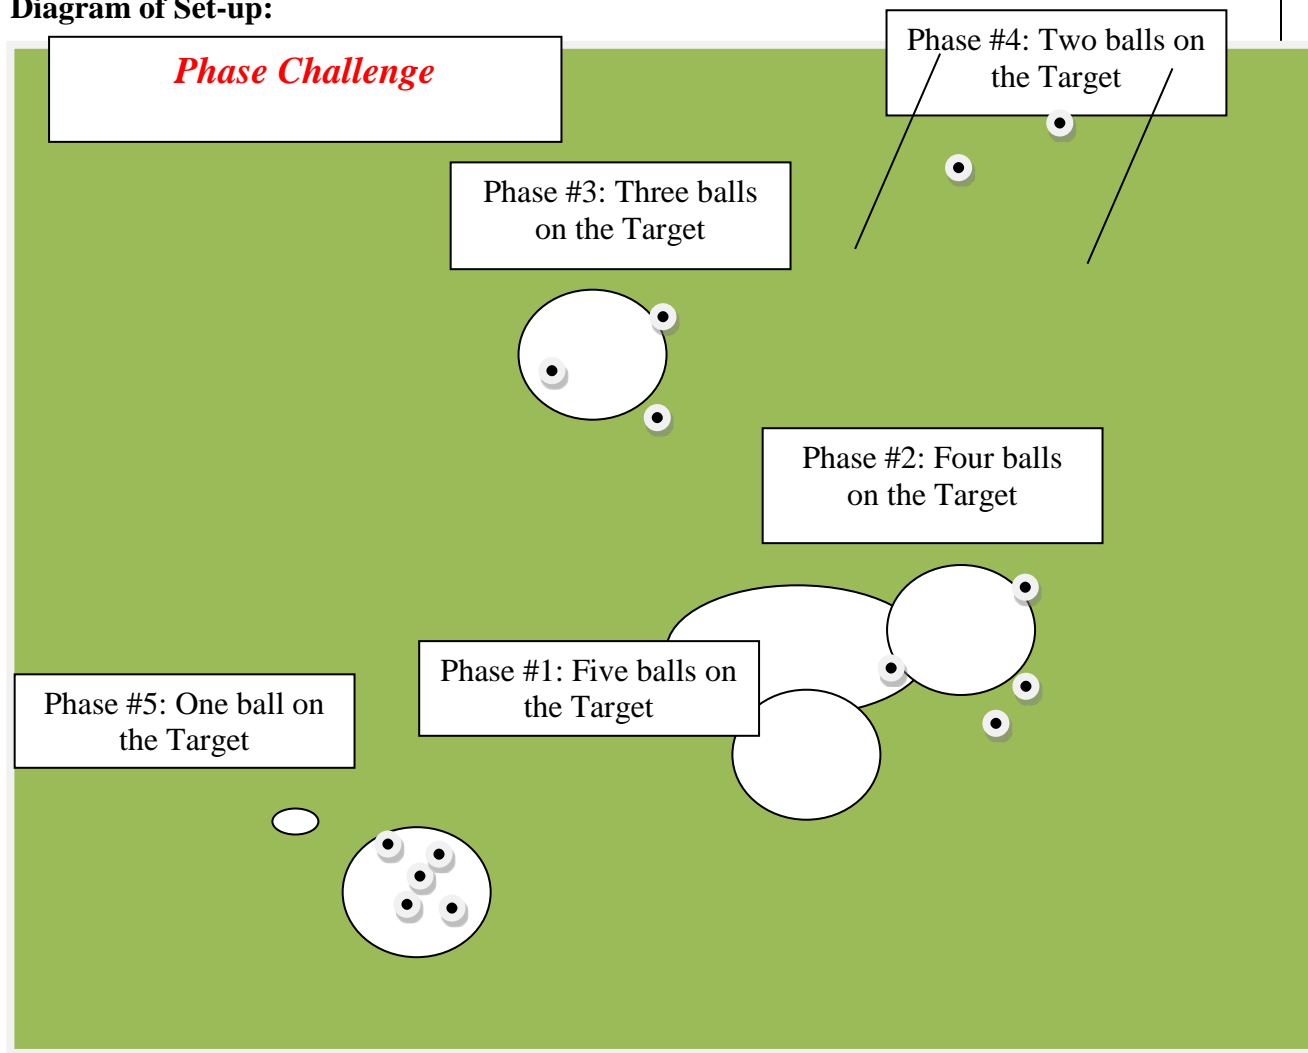 Diagram of Set-up:
Phase Challenge
Phase #4: Two balls on
the Target
Phase #3: Three balls
on the Target
Phase #2: Four balls
on the Target
Phase #1: Five balls on
the Target
Phase #5: One ball on
the Target